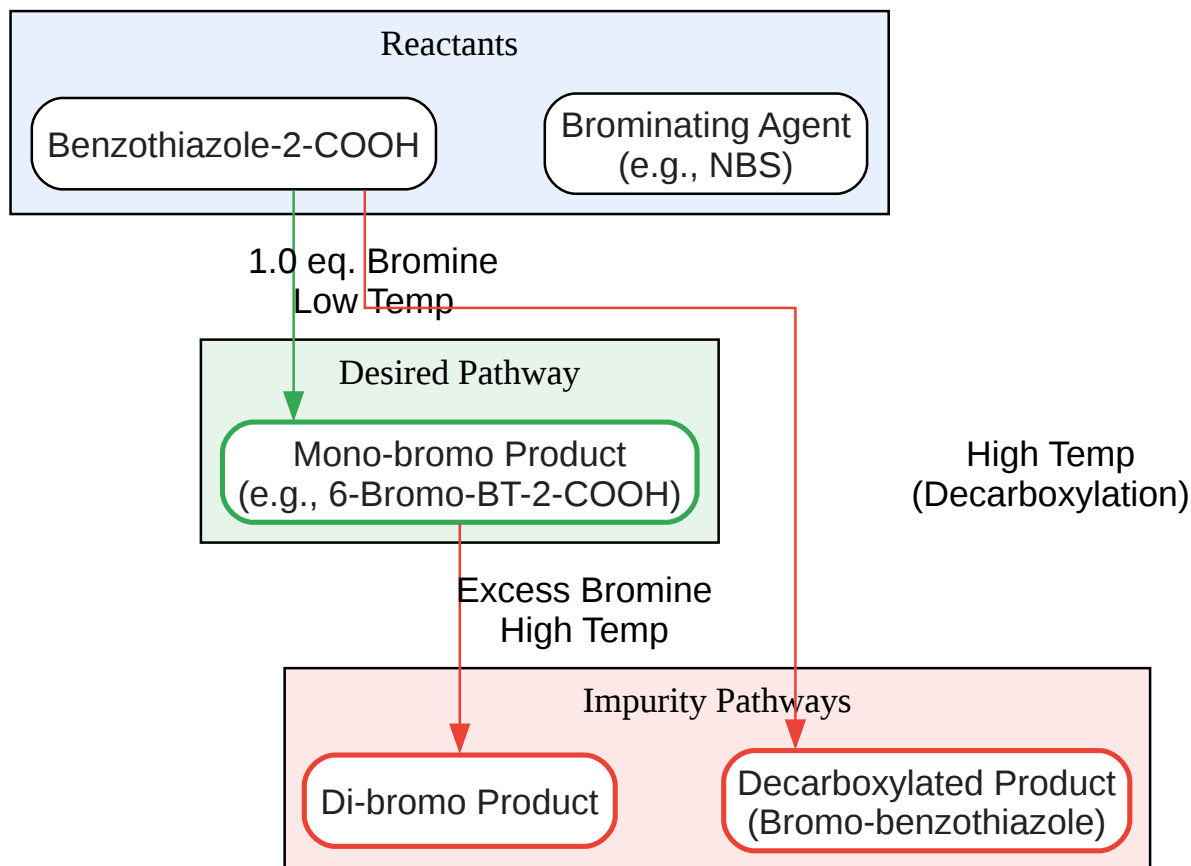 Reactants
Benzothiazole-2-COOH
Brominating Agent
(e.g., NBS)
1.0 eq. Bromine
Low Temp
Desired Pathway
Mono-bromo Product
(e.g., 6-Bromo-BT-2-COOH)
High Temp
(Decarboxylation)
Excess Bromine
High Temp
Impurity Pathways
Di-bromo Product
Decarboxylated Product
(Bromo-benzothiazole)